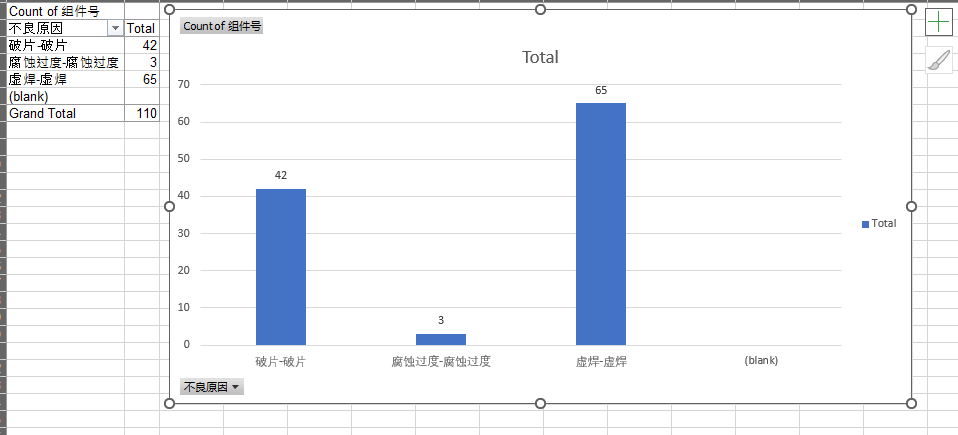 Count of 组件号
不良原因 Total
破片-破片 42
腐蚀过度-腐蚀过度 3
虚焊-虚焊 65
(blank)
Grand Total 110
Count of 组件号
Total
70
60
50
40
30
20
10
0
42
3
65
破片-破片 腐蚀过度-腐蚀过度 虚焊-虚焊 (blank)
Total
不良原因